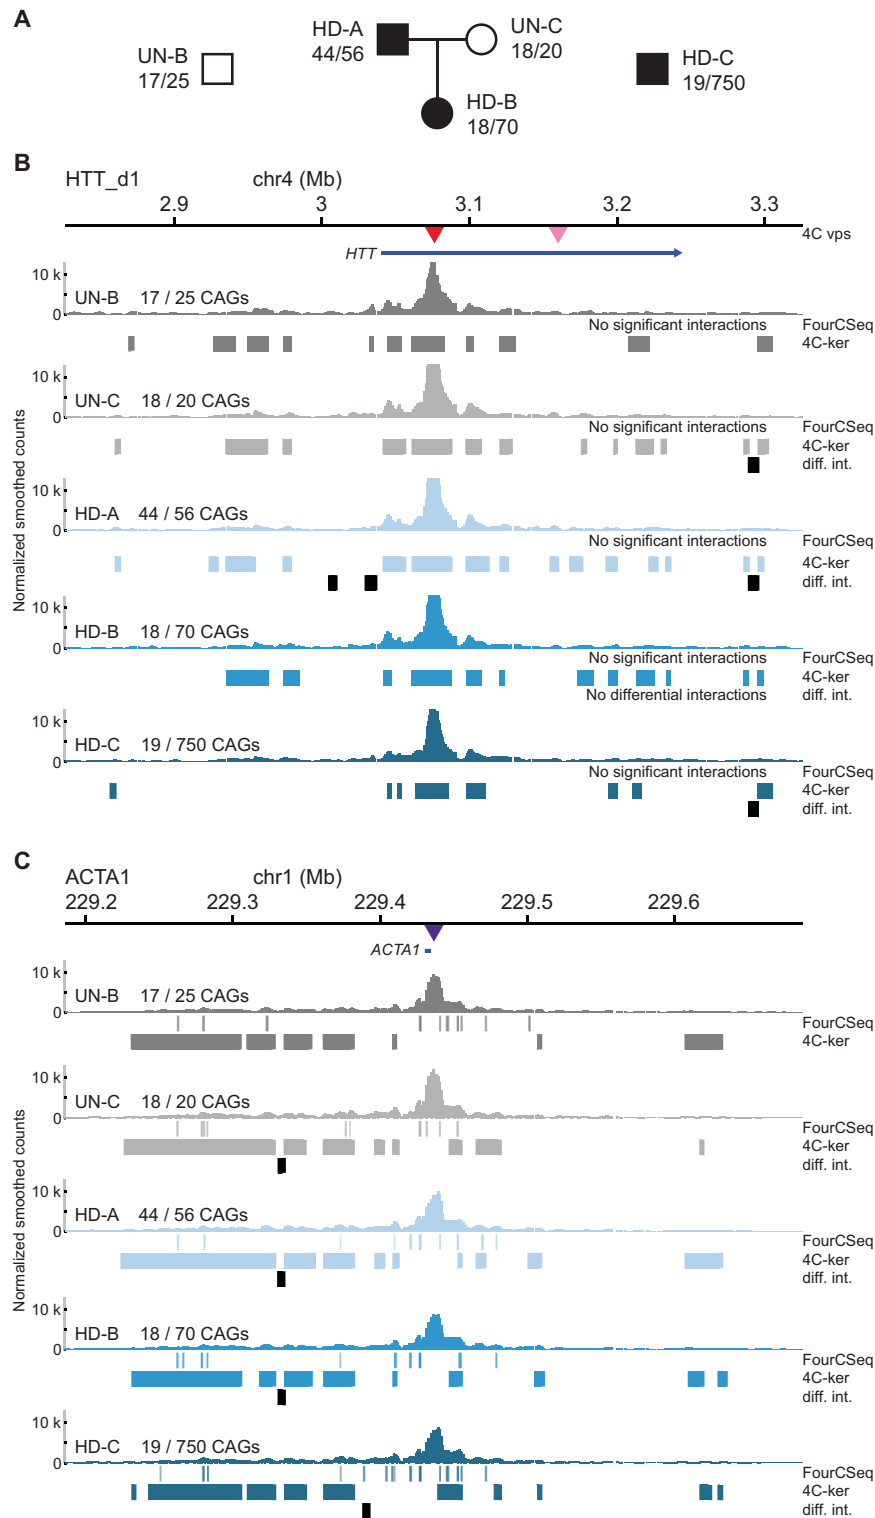 A
HD-A
44/56
UN-C
18/20
UN-B
17/25
HD-C
19/750
HD-B
18/70
B
HTT_d1 chr4 (Mb)
2.9 3 3.1 3.2 3.3
4C vps
HTT
Normalized smoothed counts
10 k
0
UN-B 17 / 25 CAGs
No significant interactions FourCSeq
4C-ker
10 k
0
UN-C 18 / 20 CAGs
No significant interactions FourCSeq
4C-ker
diff. int.
10 k
0
HD-A 44 / 56 CAGs
No significant interactions FourCSeq
4C-ker
diff. int.
10 k
0
HD-B 18 / 70 CAGs
No significant interactions FourCSeq
4C-ker
No differential interactions diff. int.
10 k
0
HD-C 19 / 750 CAGs
No significant interactions FourCSeq
4C-ker
diff. int.
C
ACTA1 chr1 (Mb)
229.2 229.3 229.4 229.5 229.6
ACTA1
Normalized smoothed counts
10 k
0
UN-B 17 / 25 CAGs
FourCSeq
4C-ker
10 k
0
UN-C 18 / 20 CAGs
FourCSeq
4C-ker
diff. int.
10 k
0
HD-A 44 / 56 CAGs
FourCSeq
4C-ker
diff. int.
10 k
0
HD-B 18 / 70 CAGs
FourCSeq
4C-ker
diff. int.
10 k
0
HD-C 19 / 750 CAGs
FourCSeq
4C-ker
diff. int.